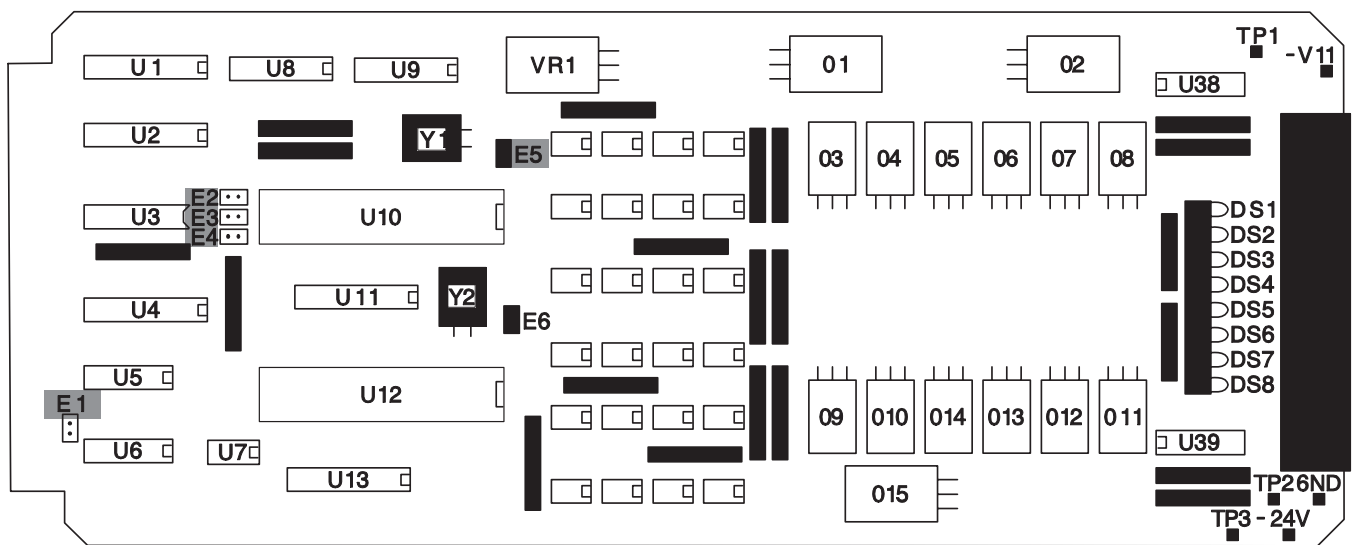 TP1
-V11
U1
U8
U9
VR1
01
02
U38
U2
Y1
E5
03
04
05
06
07
08
E2
U3
E3
E4
U10
DS1
DS2
DS3
DS4
DS5
DS6
DS7
DS8
U4
U11
Y2
E6
U5
E1
U12
09
010
014
013
012
011
U6
U7
U13
U39
015
TP2 6ND
TP3 - 24V